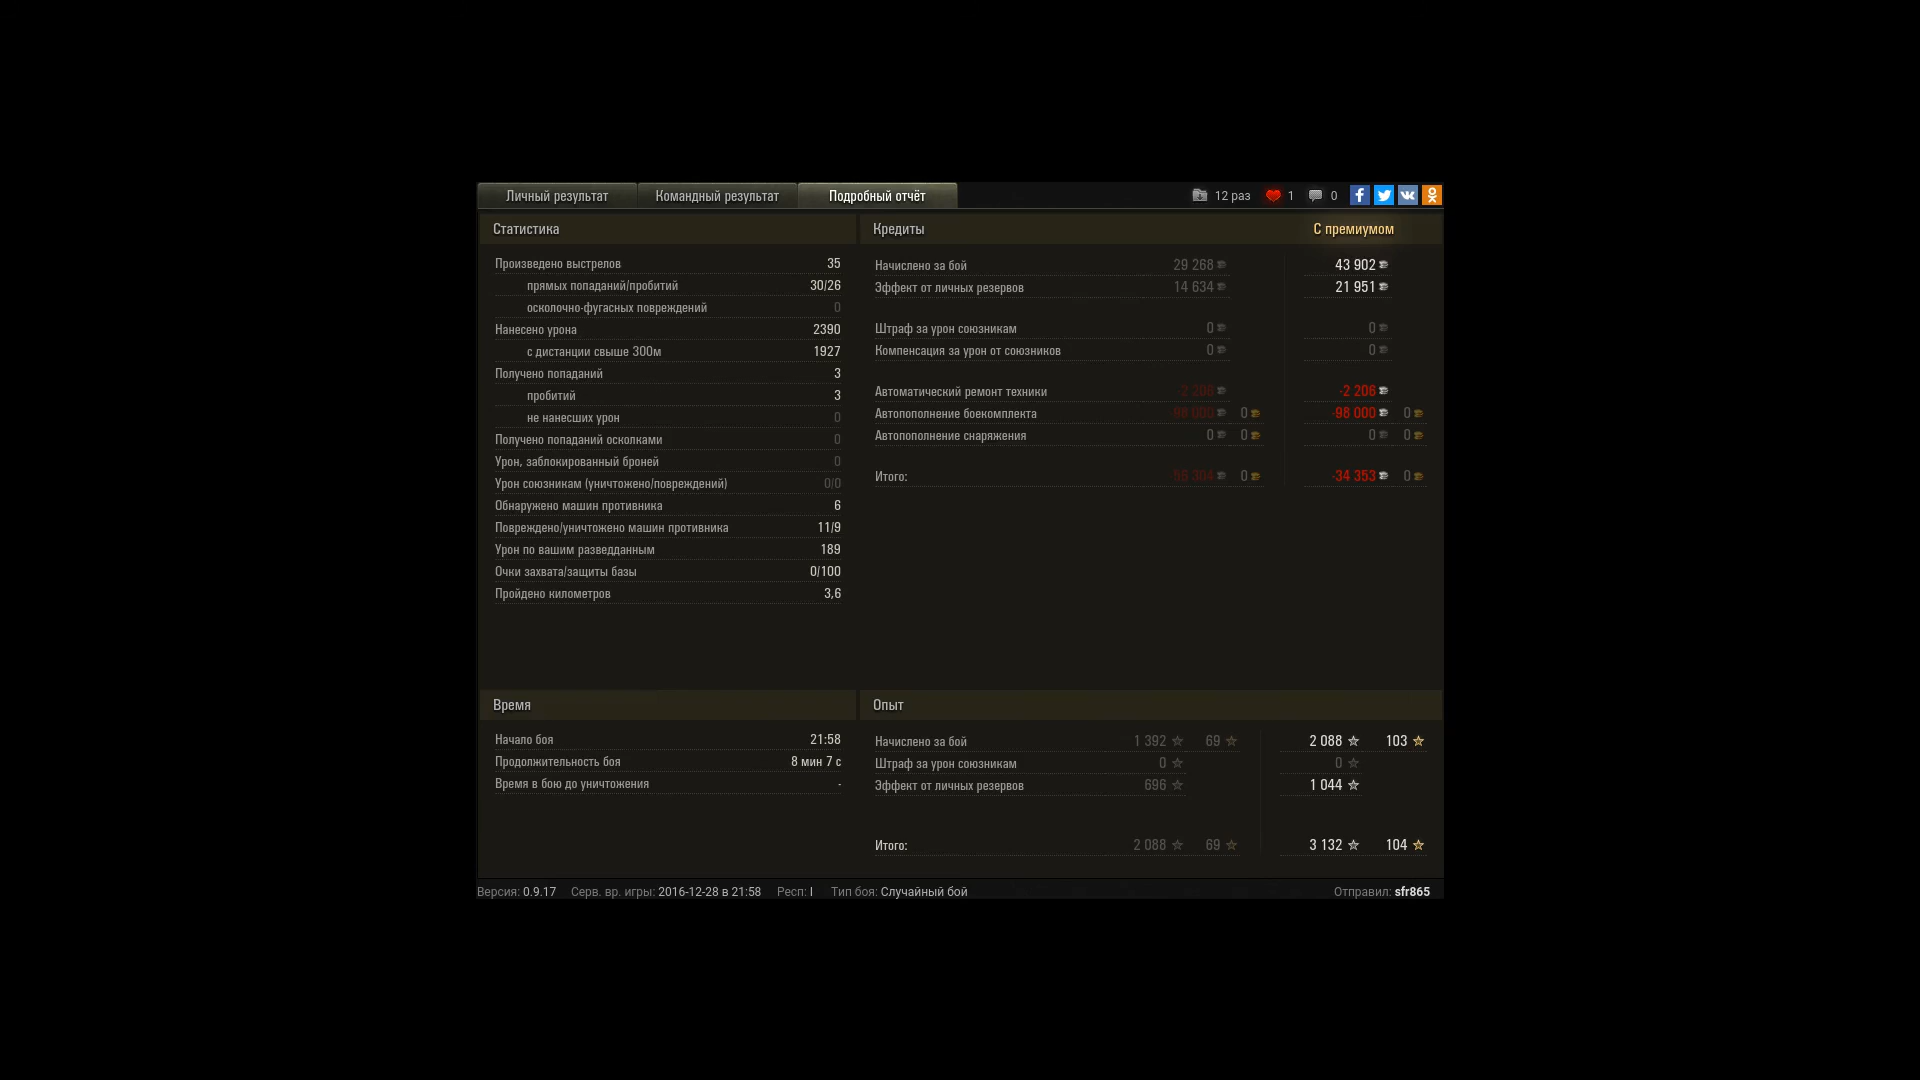 Личный результат Командный результат Подробный отчёт 12 раз 1 0
Статистика
Произведено выстрелов 35
прямых попаданий/пробитий 30/26
осколочно-фугасных повреждений 0
Нанесено урона 2390
с дистанции свыше 300м 1927
Получено попаданий 3
пробитий 3
не нанесших урон 0
Получено попаданий осколками 0
Урон, заблокированный броней 0
Урон союзникам (уничтожено/повреждений) 0/0
Обнаружено машин противника 6
Повреждено/уничтожено машин противника 11/9
Урон по вашим разведданным 189
Очки захвата/защиты базы 0/100
Пройдено километров 3,6
Кредиты С премиумом
Начислено за бой 29 268 43 902
Эффект от личных резервов 14 634 21 951
Штраф за урон союзникам 0 0
Компенсация за урон от союзников 0 0
Автоматический ремонт техники -2 206 -2 206
Автопополнение боекомплекта -98 000 0 -98 000 0
Автопополнение снаряжения 0 0 0 0
Итого: -56 304 0 -34 353 0
Время
Начало боя 21:58
Продолжительность боя 8 мин 7 с
Время в бою до уничтожения -
Опыт
Начислено за бой 1 392 69 2 088 103
Штраф за урон союзникам 0 0
Эффект от личных резервов 696 1 044
Итого: 2 088 69 3 132 104
Версия: 0.9.17 Серв. вр. игры: 2016-12-28 в 21:58 Респ: I Тип боя: Случайный бой Отправил: sfr865